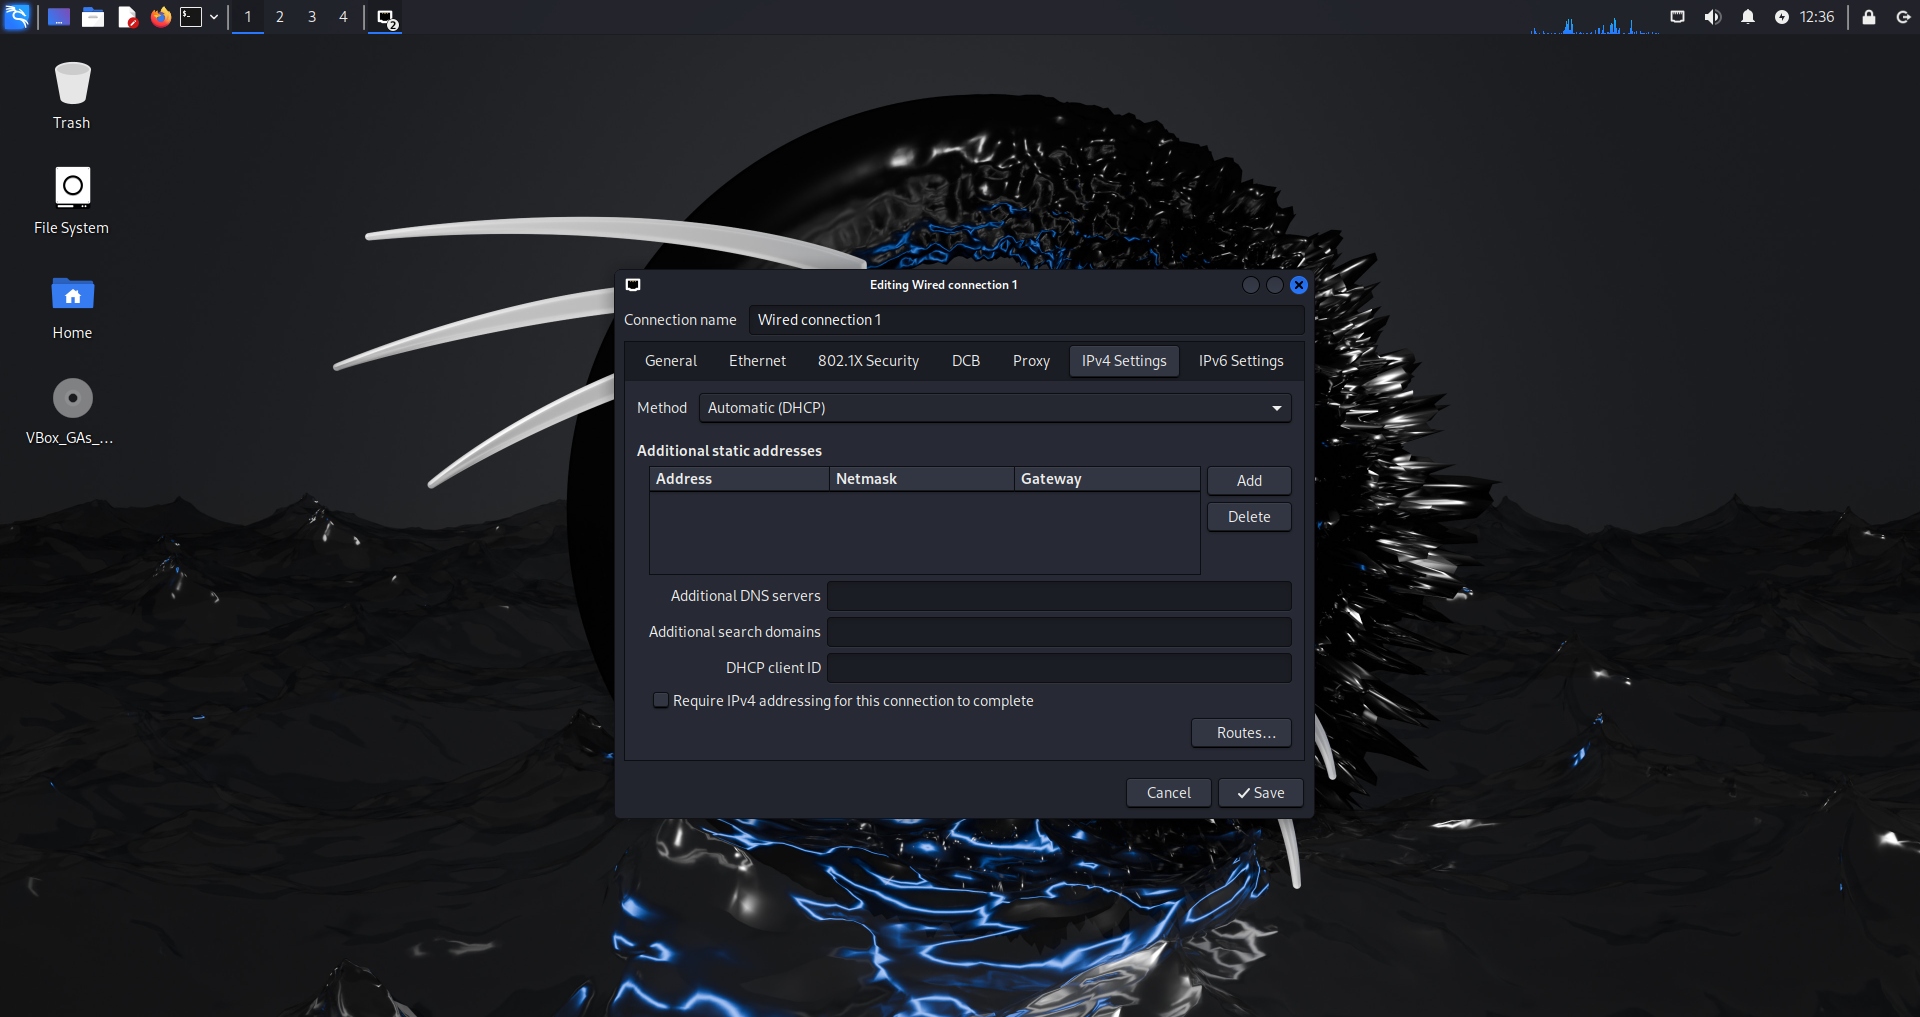 1 2 3 4 2 12:36
Trash
File System
Home
VBox_GAs_...
Editing Wired connection 1
Connection name Wired connection 1
General Ethernet 802.1X Security DCB Proxy IPv4 Settings IPv6 Settings
Method Automatic (DHCP)
Additional static addresses
Address Netmask Gateway Add
Delete
Additional DNS servers
Additional search domains
DHCP client ID
Require IPv4 addressing for this connection to complete
Routes…
Cancel Save